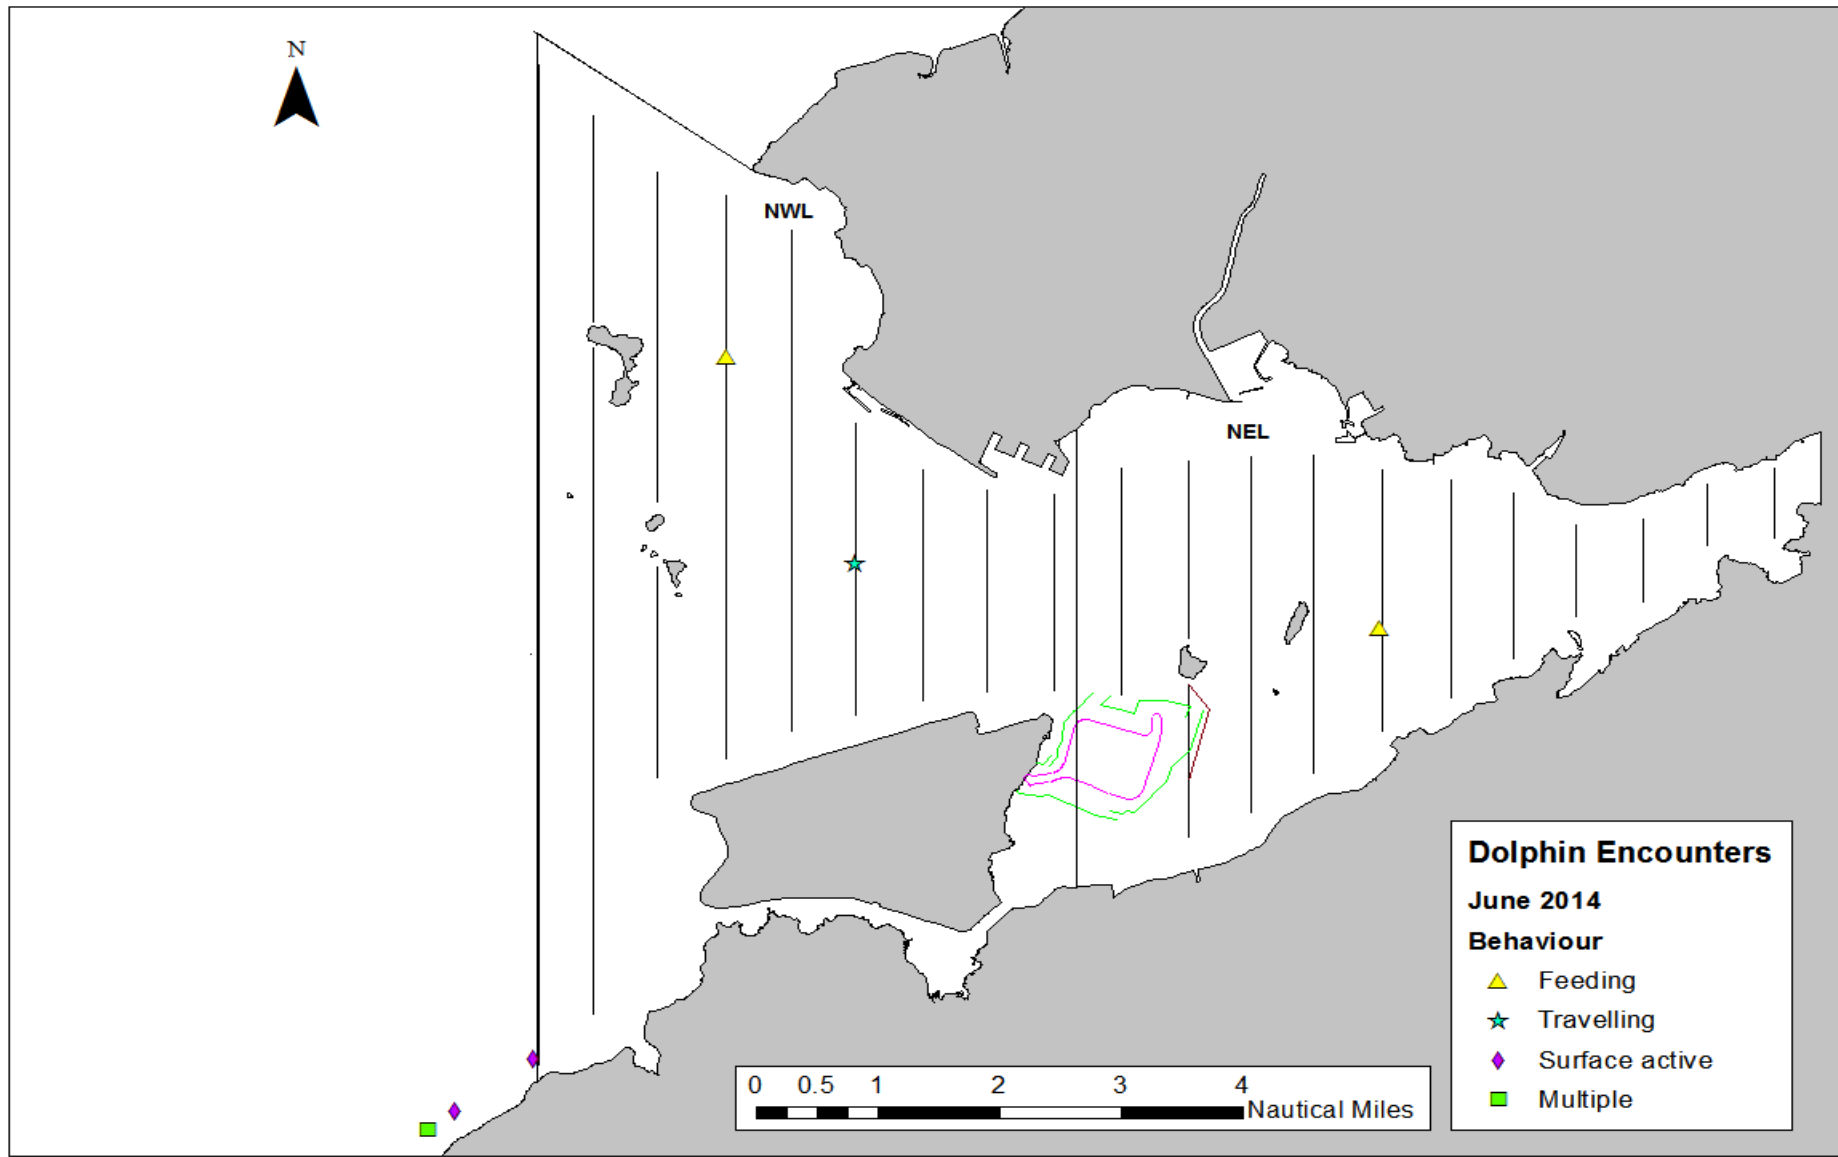 N
NWL
NEL
Dolphin Encounters
June 2014
Behaviour
Feeding
Travelling
Surface active
Multiple
0 0.5 1 2 3 4
Nautical Miles